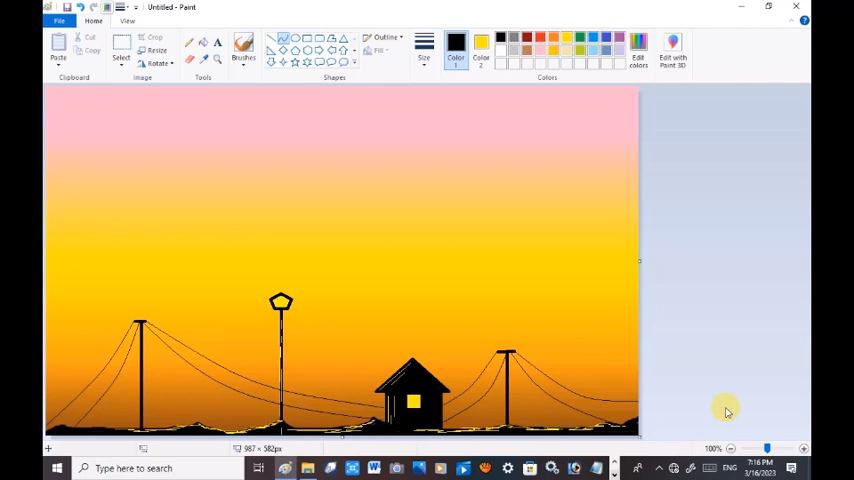 Untitled - Paint
File Home View
Cut
Copy
Paste
Crop
Resize
Rotate
Select
Brushes
Outline
Fill
Size
Color 1
Color 2
Edit colors
Edit with Paint 3D
Clipboard Image Tools Shapes Colors
987 × 582px 100%
Type here to search
ENG
7:16 PM
3/16/2023